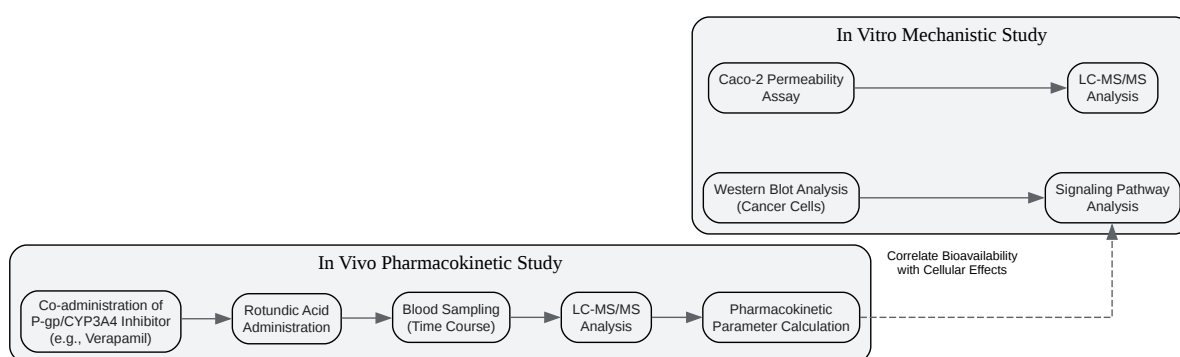 In Vitro Mechanistic Study
Caco-2 Permeability
Assay
LC-MS/MS
Analysis
Western Blot Analysis
(Cancer Cells)
Signaling Pathway
Analysis
In Vivo Pharmacokinetic Study
Correlate Bioavailability
with Cellular Effects
Co-administration of
P-gp/CYP3A4 Inhibitor
(e.g., Verapamil)
Rotundic Acid
Administration
Blood Sampling
(Time Course)
LC-MS/MS
Analysis
Pharmacokinetic
Parameter Calculation